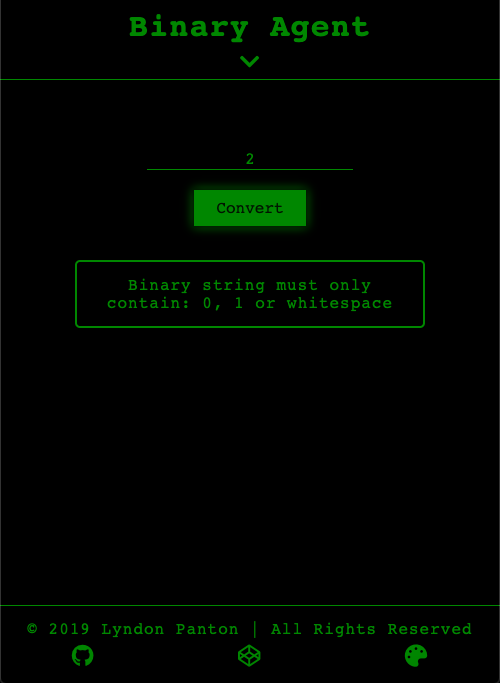 Binary Agent
2
Convert
Binary string must only
contain: 0, 1 or whitespace
© 2019 Lyndon Panton | All Rights Reserved